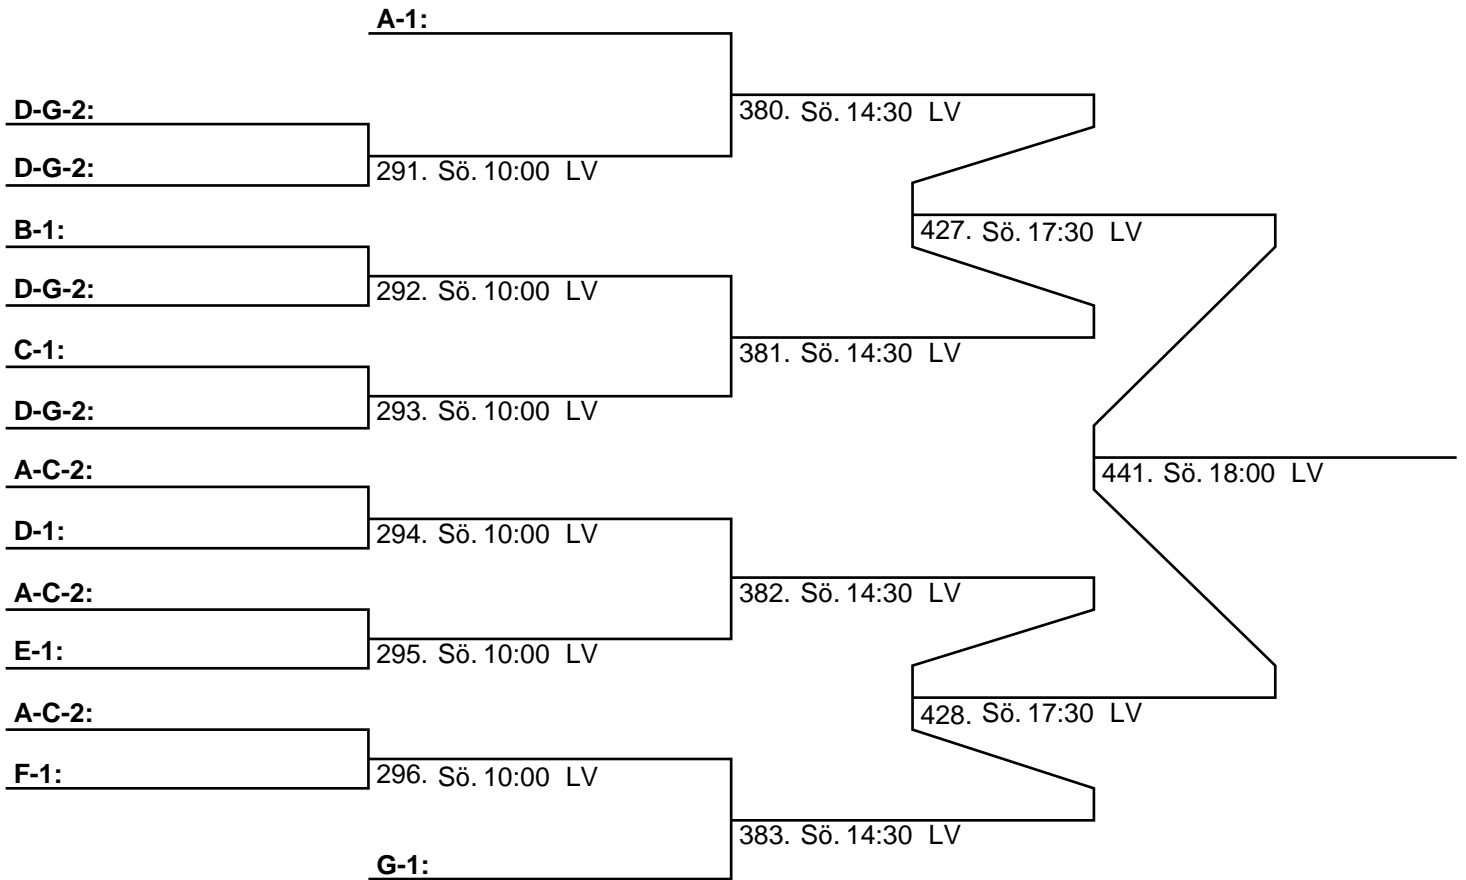 A-1:
D-G-2:
380. Sö. 14:30 LV
D-G-2:
291. Sö. 10:00 LV
B-1:
427. Sö. 17:30 LV
D-G-2:
292. Sö. 10:00 LV
C-1:
381. Sö. 14:30 LV
D-G-2:
293. Sö. 10:00 LV
A-C-2:
441. Sö. 18:00 LV
D-1:
294. Sö. 10:00 LV
A-C-2:
382. Sö. 14:30 LV
E-1:
295. Sö. 10:00 LV
A-C-2:
428. Sö. 17:30 LV
F-1:
296. Sö. 10:00 LV
383. Sö. 14:30 LV
G-1: